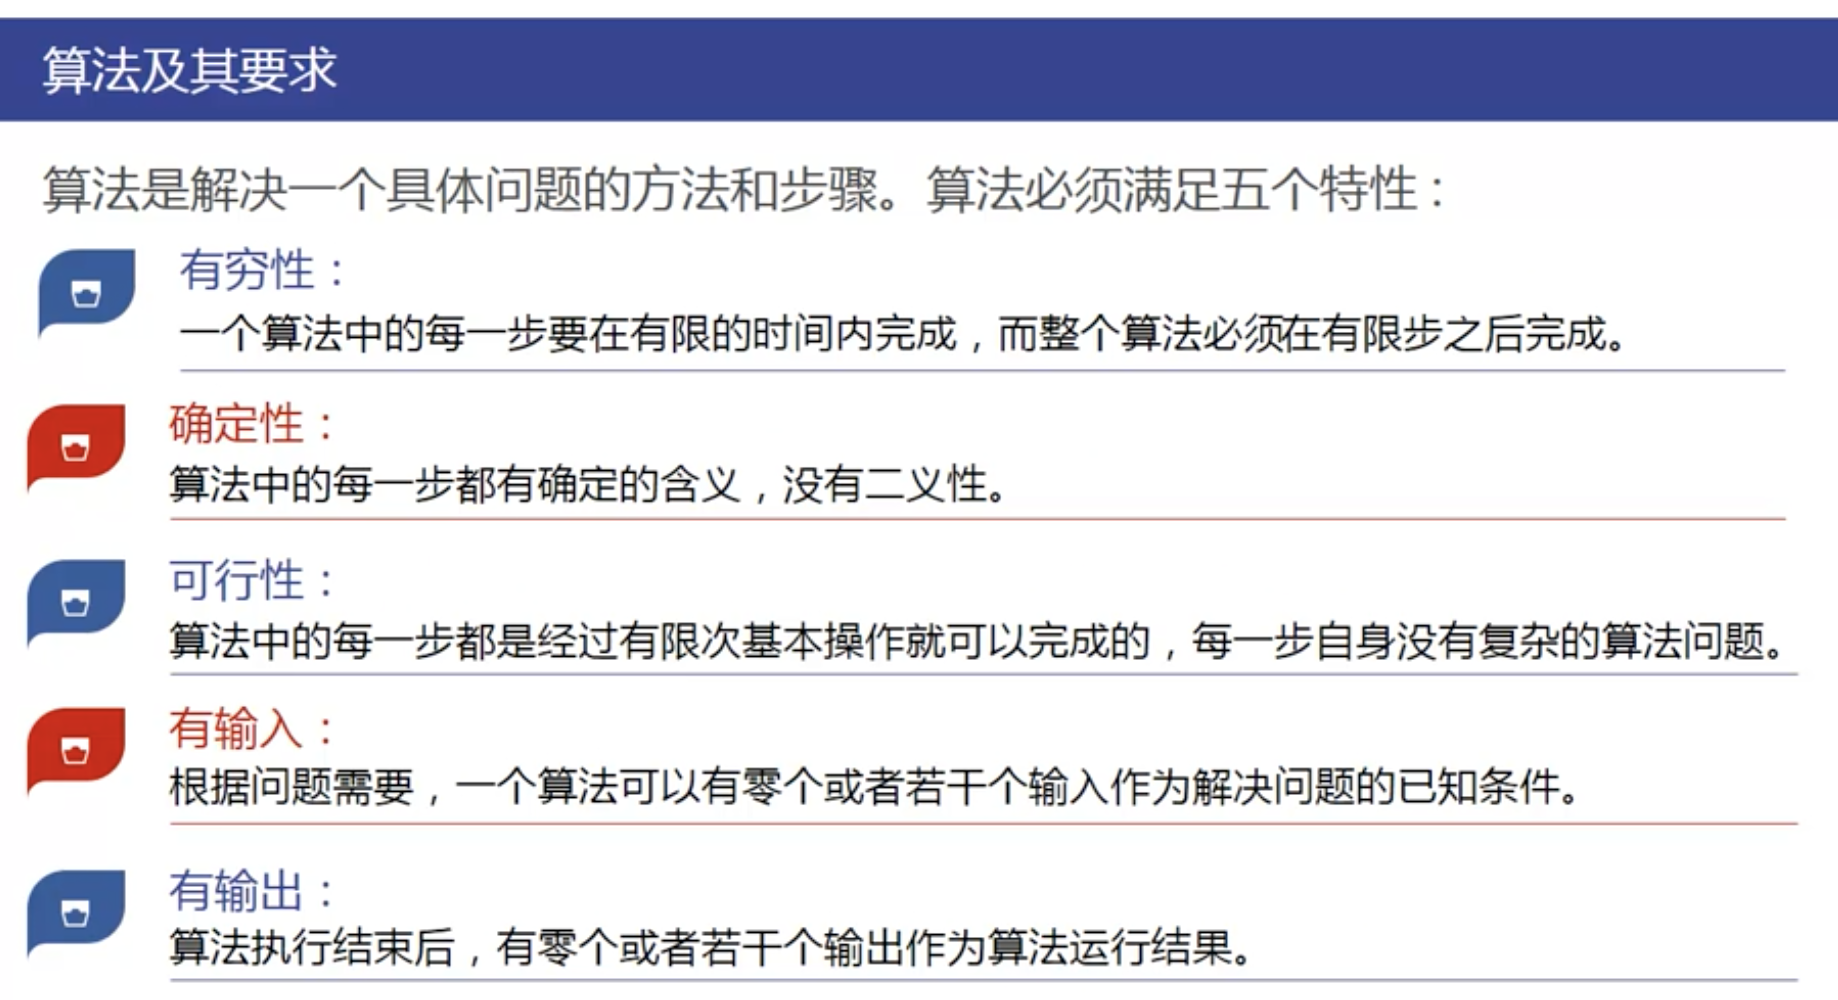 算法及其要求
算法是解决一个具体问题的方法和步骤。算法必须满足五个特性：
有穷性：
一个算法中的每一步要在有限的时间内完成，而整个算法必须在有限步之后完成。
确定性：
算法中的每一步都有确定的含义，没有二义性。
可行性：
算法中的每一步都是经过有限次基本操作就可以完成的，每一步自身没有复杂的算法问题。
有输入：
根据问题需要，一个算法可以有零个或者若干个输入作为解决问题的已知条件。
有输出：
算法执行结束后，有零个或者若干个输出作为算法运行结果。